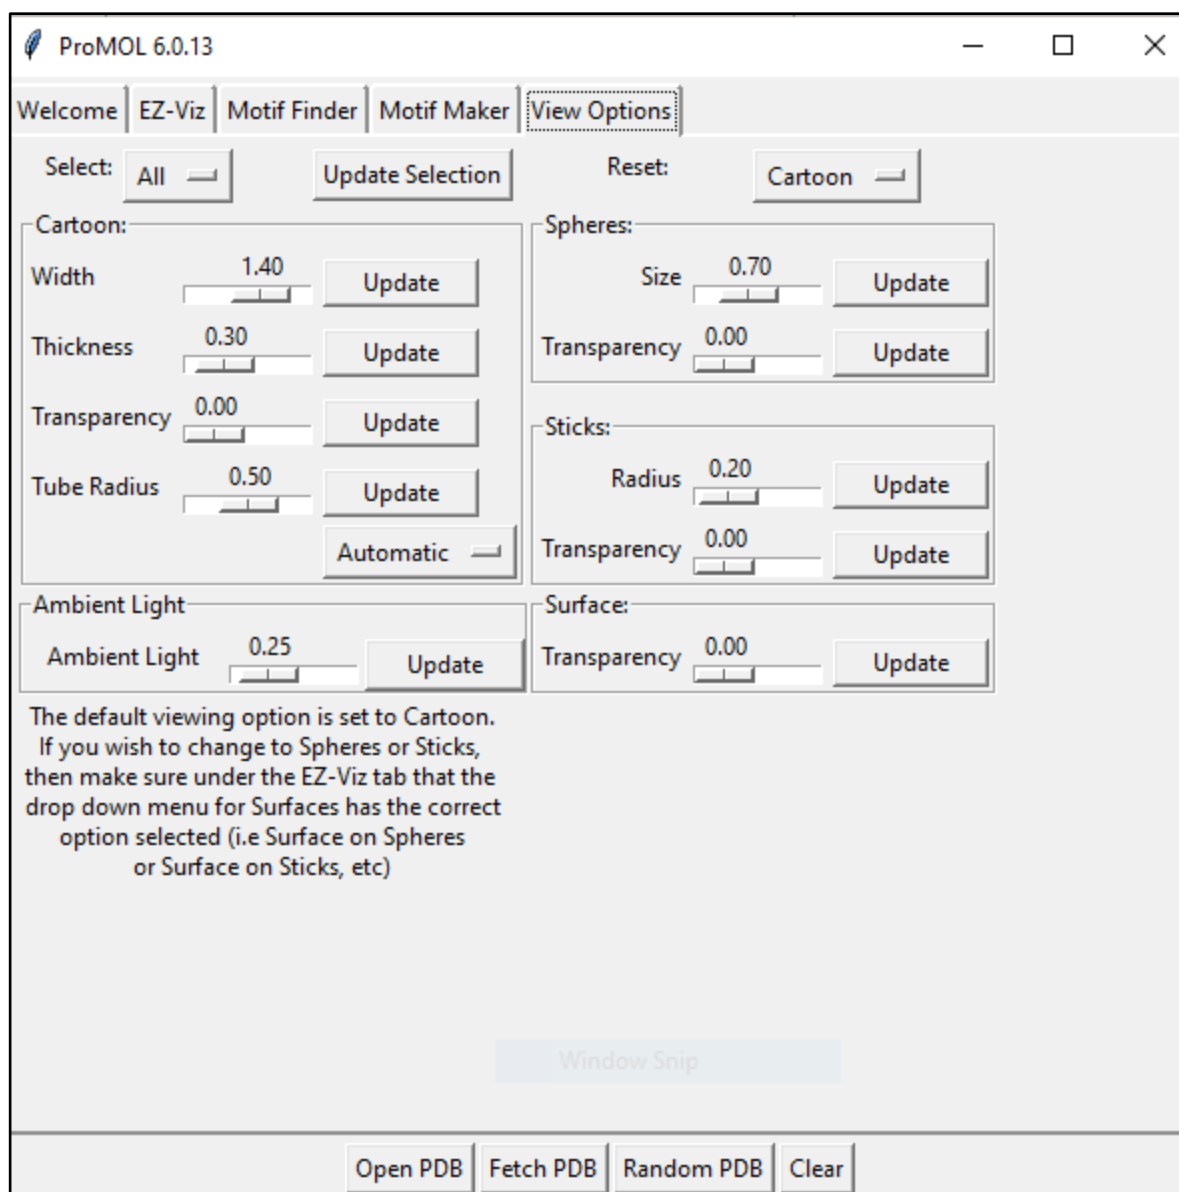 ProMOL 6.0.13
Welcome EZ-Viz Motif Finder Motif Maker View Options
Select: All Update Selection Reset: Cartoon
Cartoon:
Width 1.40 Update
Thickness 0.30 Update
Transparency 0.00 Update
Tube Radius 0.50 Update
Automatic
Spheres:
Size 0.70 Update
Transparency 0.00 Update
Sticks:
Radius 0.20 Update
Transparency 0.00 Update
Ambient Light
Ambient Light 0.25 Update
Surface:
Transparency 0.00 Update
The default viewing option is set to Cartoon.
If you wish to change to Spheres or Sticks,
then make sure under the EZ-Viz tab that the
drop down menu for Surfaces has the correct
option selected (i.e Surface on Spheres
or Surface on Sticks, etc)
Window Snip
Open PDB Fetch PDB Random PDB Clear